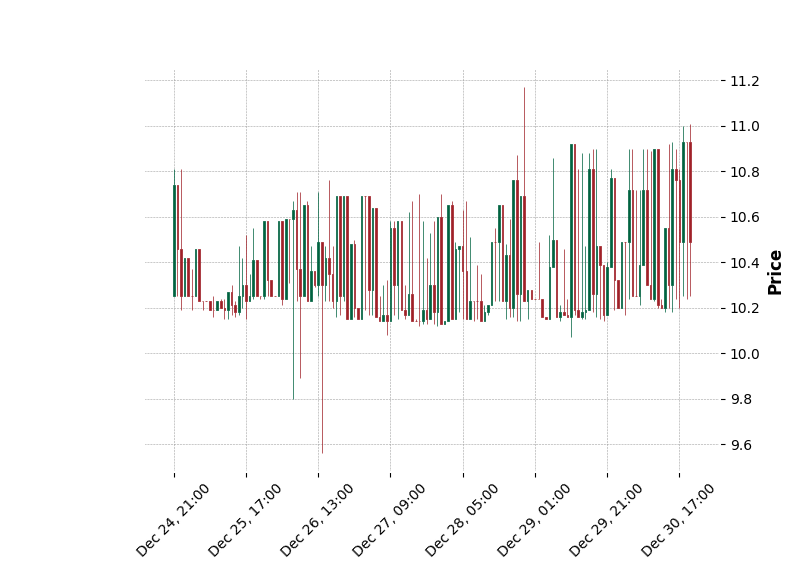 11.2
11.0
10.8
10.6
10.4
10.2
10.0
9.8
9.6
Price
Dec 24, 21:00
Dec 25, 17:00
Dec 26, 13:00
Dec 27, 09:00
Dec 28, 05:00
Dec 29, 01:00
Dec 29, 21:00
Dec 30, 17:00